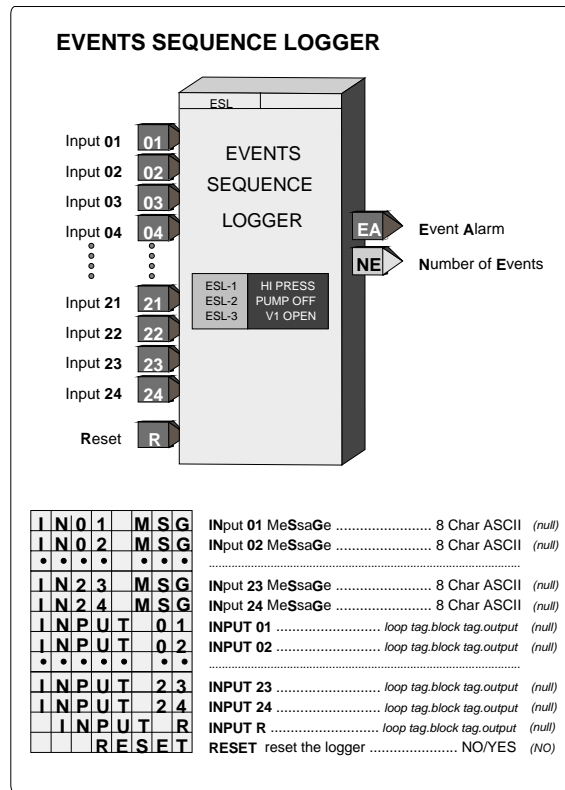 EVENTS SEQUENCE LOGGER
ESL
Input 01 01
Input 02 02
Input 03 03
Input 04 04
Input 21 21
Input 22 22
Input 23 23
Input 24 24
Reset R
EVENTS
SEQUENCE
LOGGER
ESL-1 HI PRESS
ESL-2 PUMP OFF
ESL-3 V1 OPEN
EA Event Alarm
NE Number of Events
IN01 MSG INput 01 MeSsaGe ........................ 8 Char ASCII (null)
IN02 MSG INput 02 MeSsaGe ........................ 8 Char ASCII (null)
• • • • • • • ........................................................................
IN23 MSG INput 23 MeSsaGe ........................ 8 Char ASCII (null)
IN24 MSG INput 24 MeSsaGe ........................ 8 Char ASCII (null)
INPUT 01 INPUT 01 ........................ loop tag.block tag.output (null)
INPUT 02 INPUT 02 ........................ loop tag.block tag.output (null)
• • • • • • • ........................................................................
INPUT 23 INPUT 23 ........................ loop tag.block tag.output (null)
INPUT 24 INPUT 24 ........................ loop tag.block tag.output (null)
INPUT R INPUT R ........................ loop tag.block tag.output (null)
RESET RESET reset the logger .................... NO/YES (NO)